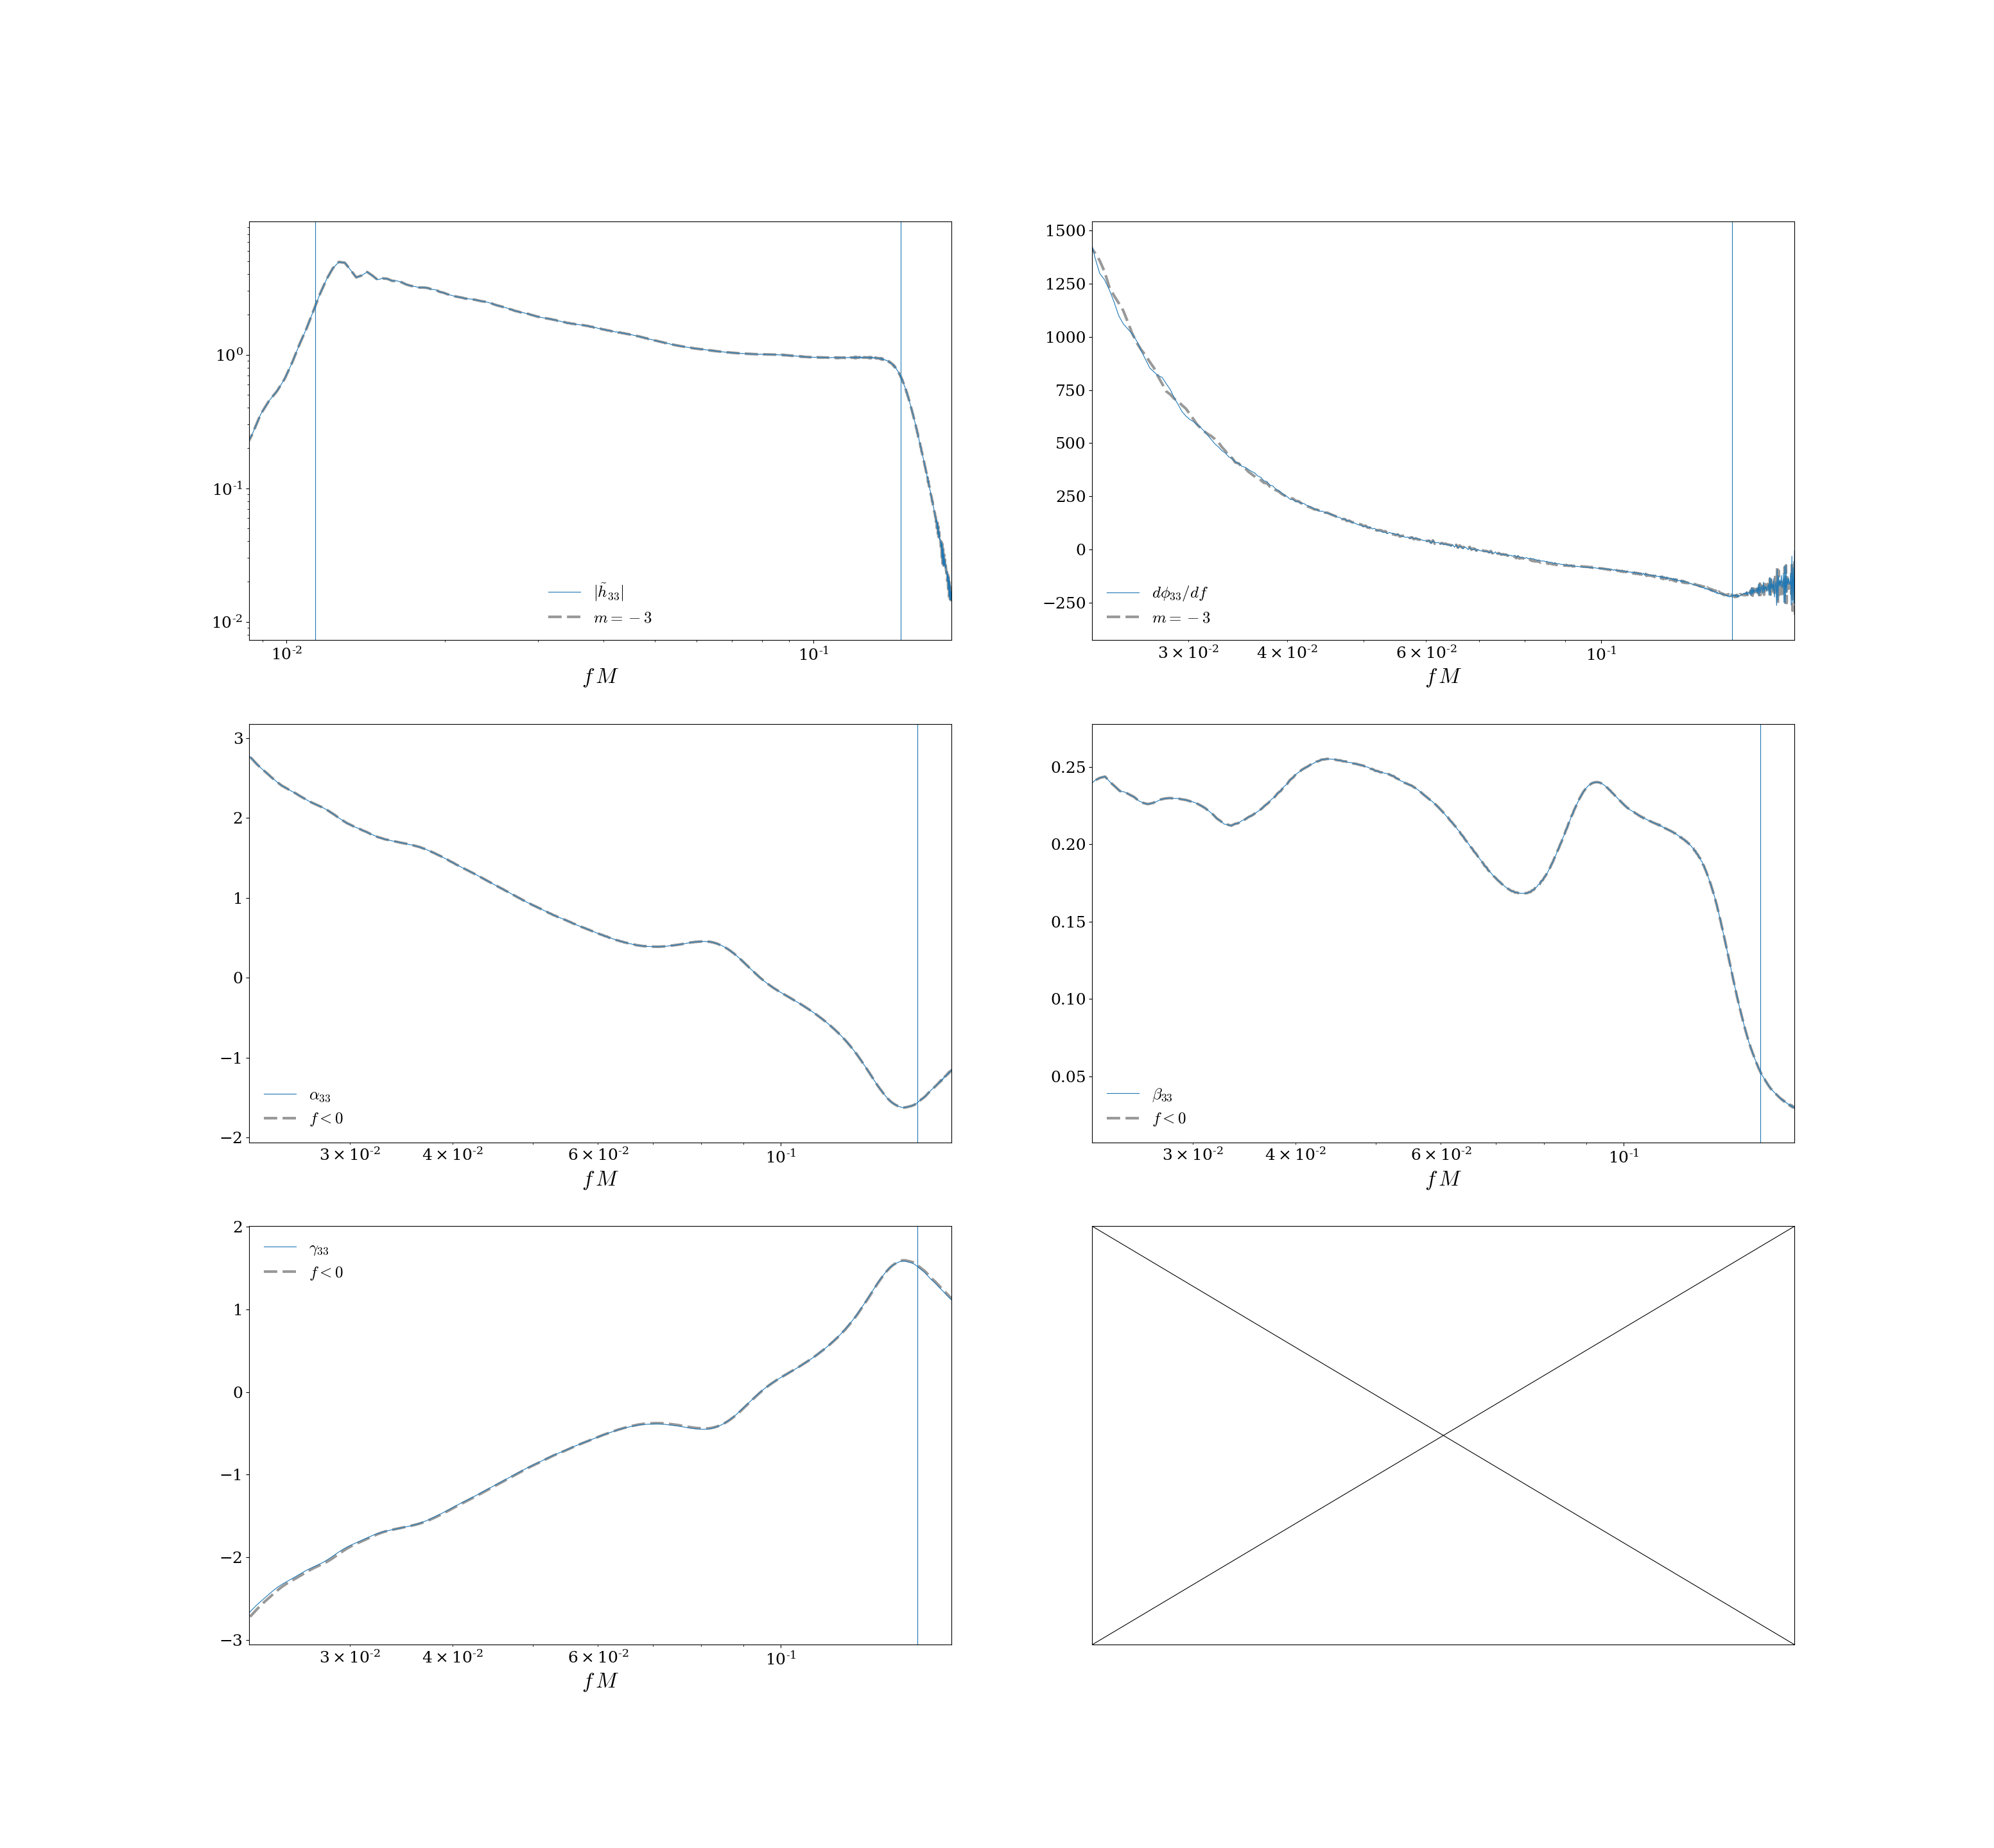 10⁰
10⁻¹
10⁻²
|h̃₃₃|
m = −3
10⁻² 10⁻¹
fM
1500
1250
1000
750
500
250
0
−250
dϕ₃₃/df
m = −3
3 × 10⁻² 4 × 10⁻² 6 × 10⁻² 10⁻¹
fM
3
2
1
0
−1
−2
α₃₃
f < 0
3 × 10⁻² 4 × 10⁻² 6 × 10⁻² 10⁻¹
fM
0.25
0.20
0.15
0.10
0.05
β₃₃
f < 0
3 × 10⁻² 4 × 10⁻² 6 × 10⁻² 10⁻¹
fM
2
1
0
−1
−2
−3
γ₃₃
f < 0
3 × 10⁻² 4 × 10⁻² 6 × 10⁻² 10⁻¹
fM